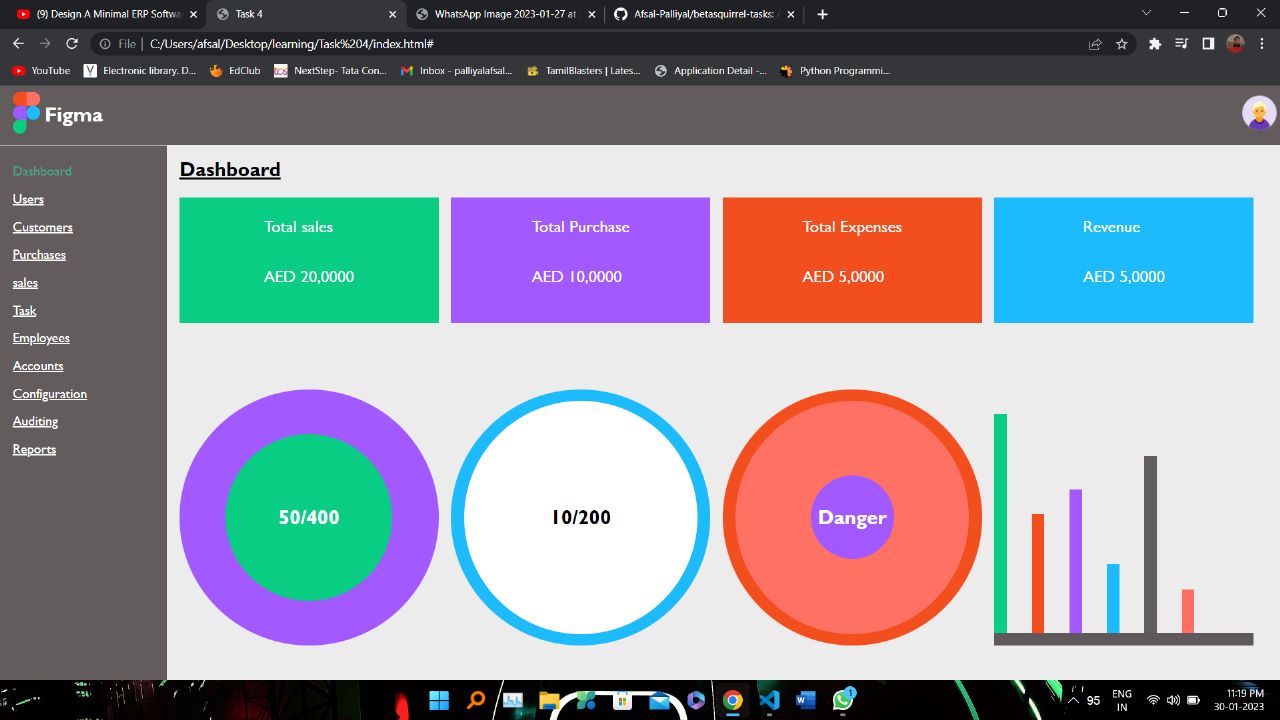 (9) Design A Minimal ERP Softwa
Task 4
WhatsApp Image 2023-01-27 at
Afsal-Palliyal/betasquirrel-tasks: A
File | C:/Users/afsal/Desktop/learning/Task%204/index.html#
YouTube
Electronic library. D...
EdClub
NextStep- Tata Con...
Inbox - palliyalafsal...
TamilBlasters | Lates...
Application Detail -...
Python Programmi...
Figma
Dashboard
Users
Customers
Purchases
sales
Task
Employees
Accounts
Configuration
Auditing
Reports
Dashboard
Total sales
AED 20,0000
Total Purchase
AED 10,0000
Total Expenses
AED 5,0000
Revenue
AED 5,0000
50/400
10/200
Danger
95
ENG
IN
11:19 PM
30-01-2023
1